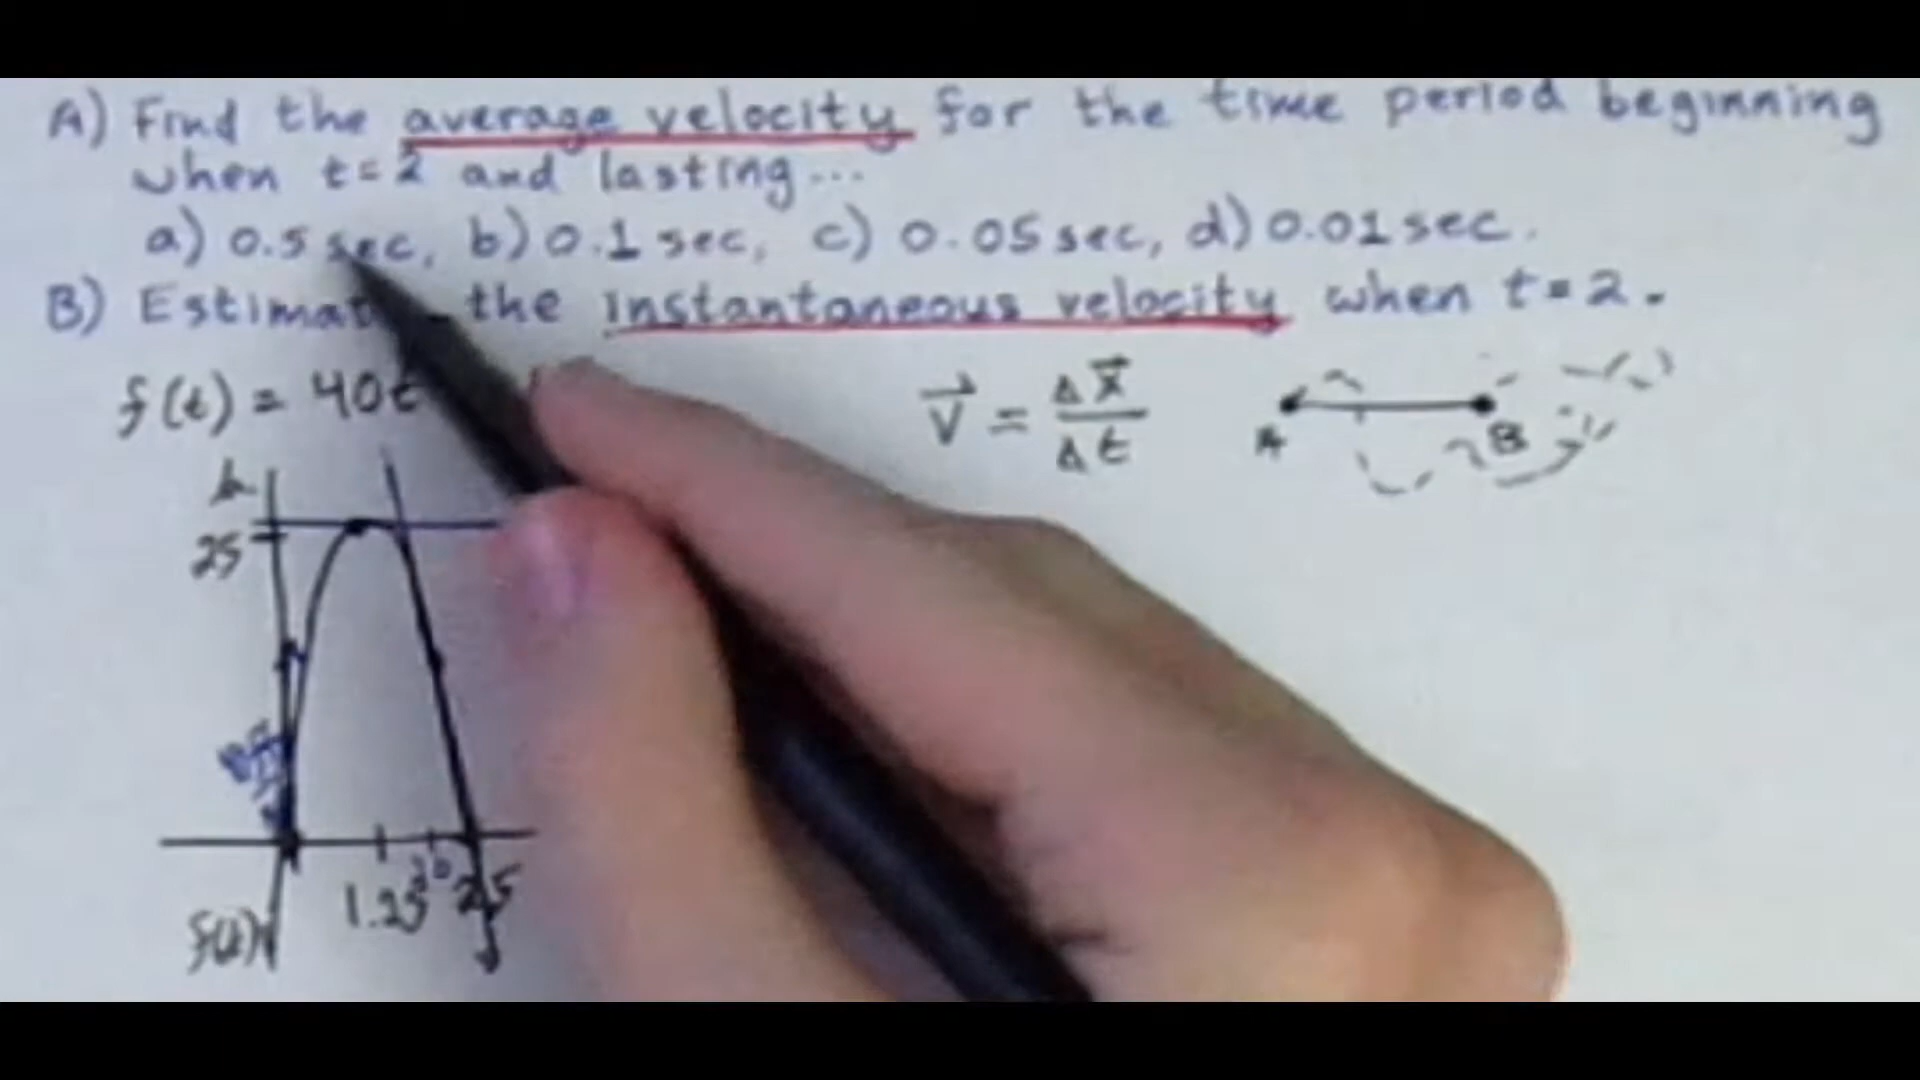 A) Find the average velocity for the time period beginning
when t=2 and lasting...
a) 0.5 sec, b) 0.1 sec, c) 0.05 sec, d) 0.01 sec.
B) the instantaneous velocity when t=2.
f(t) = 40t
V⃗ = Δx⃗/Δt
A B
h
25
1.25 2.5